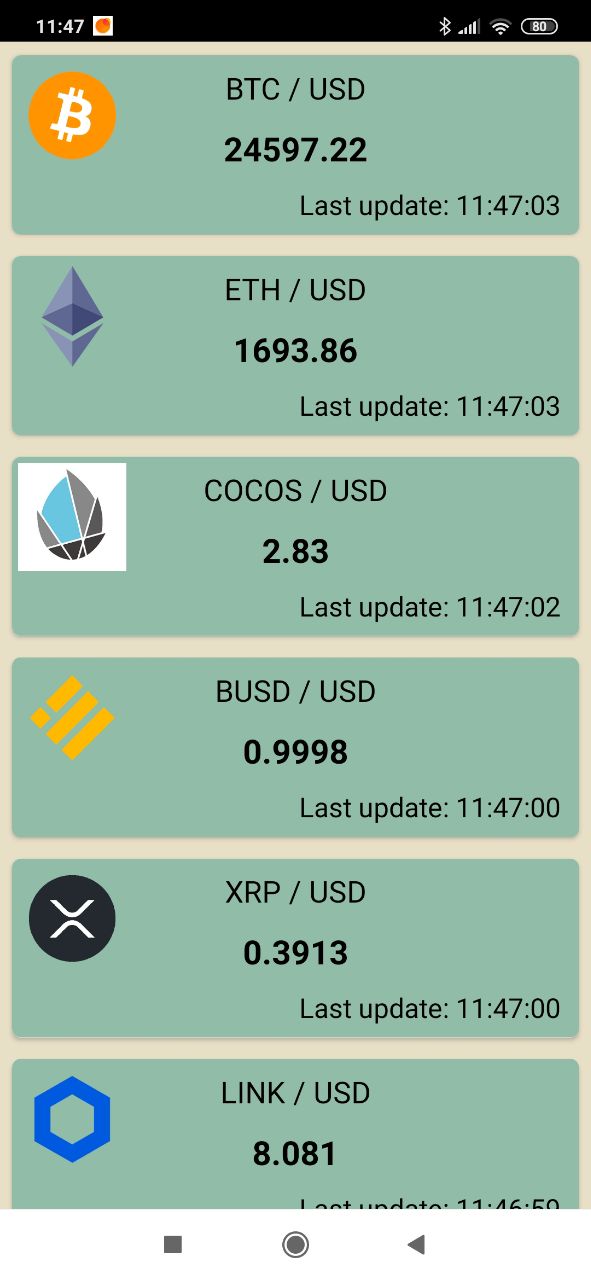 11:47
80
BTC / USD
24597.22
Last update: 11:47:03
ETH / USD
1693.86
Last update: 11:47:03
COCOS / USD
2.83
Last update: 11:47:02
BUSD / USD
0.9998
Last update: 11:47:00
XRP / USD
0.3913
Last update: 11:47:00
LINK / USD
8.081
Last update: 11:46:59